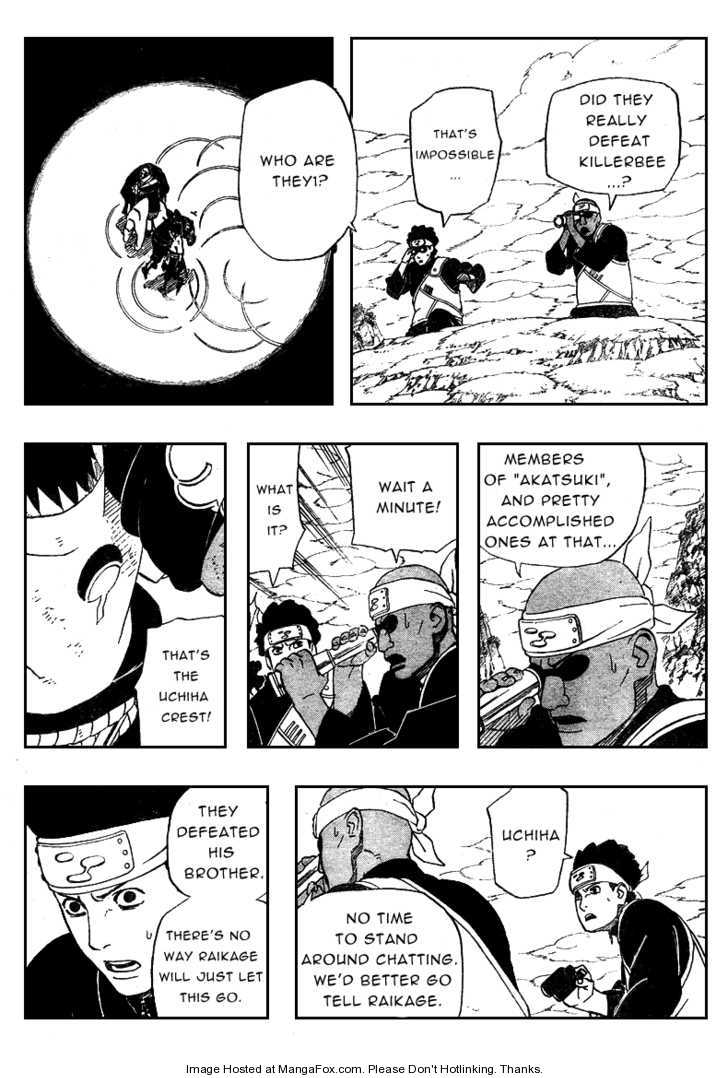 DID THEY
REALLY
DEFEAT
KILLERBEE
...?
THAT'S
IMPOSSIBLE
...
WHO ARE
THEY1?
MEMBERS
OF "AKATSUKI",
AND PRETTY
ACCOMPLISHED
ONES AT THAT...
WAIT A
MINUTE!
WHAT
IS
IT?
THAT'S
THE
UCHIHA
CREST!
UCHIHA
?
NO TIME
TO STAND
AROUND CHATTING.
WE'D BETTER GO
TELL RAIKAGE.
THEY
DEFEATED
HIS
BROTHER.
THERE'S NO
WAY RAIKAGE
WILL JUST LET
THIS GO.
Image Hosted at MangaFox.com. Please Don't Hotlinking. Thanks.